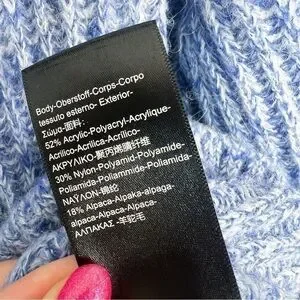 Body-Oberstoff-Corps-Corpo
tessuto esterno- Exterior-
Σώμα-面料:
52% Acrylic-Polyacryl-Acrylique-
Acrilico-Acrílica-Acrílico-
ΑΚΡΥΛΙΚΟ-聚丙烯腈纤维
30% Nylon-Polyamid-Polyamide-
Poliamida-Poliammide-Poliamida-
ΝΑΫΛΟΝ-锦纶
18% Alpaca-Alpaka-alpaga-
alpaca-Alpaca-Alpaca-
ΑΛΠΑΚΑΣ -羊驼毛